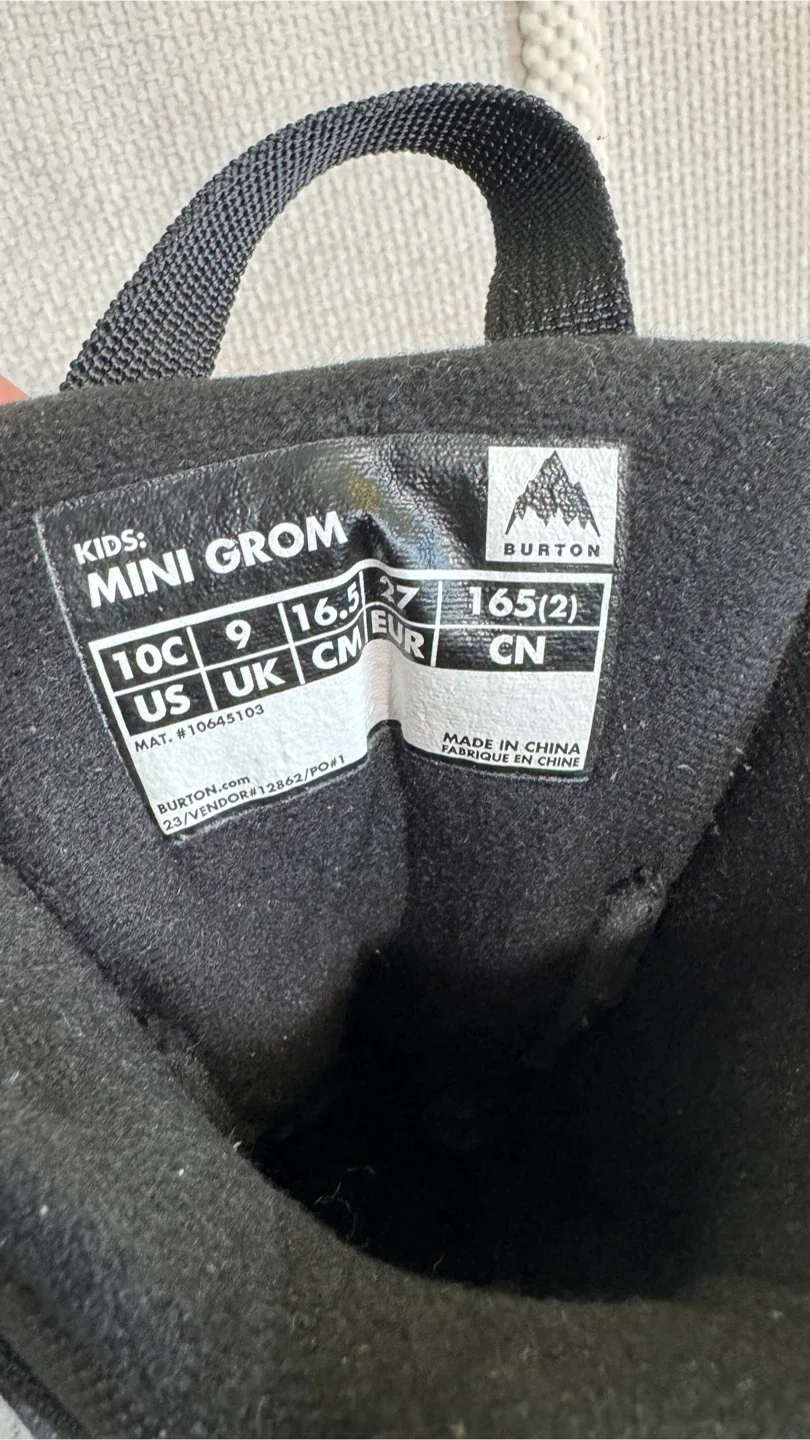 BURTON
KIDS:
MINI GROM
10C 9 16.5 27 165(2)
US UK CM EUR CN
MAT. #10645103
MADE IN CHINA
FABRIQUE EN CHINE
BURTON.com
23/VENDOR#12862/PO#1